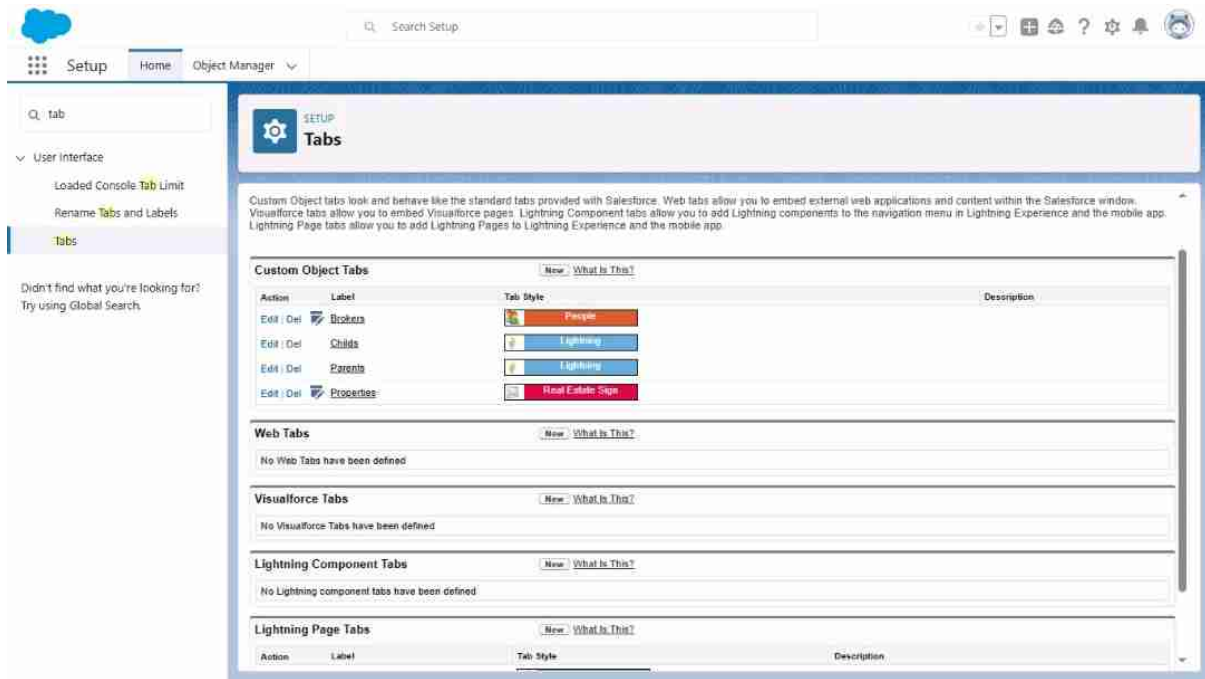 Search Setup
Setup
Home
Object Manager
tab
User Interface
Loaded Console Tab Limit
Rename Tabs and Labels
Tabs
Didn't find what you're looking for?
Try using Global Search.
SETUP
Tabs
Custom Object tabs look and behave like the standard tabs provided with Salesforce. Web tabs allow you to embed external web applications and content within the Salesforce window.
Visualforce tabs allow you to embed Visualforce pages. Lightning Component tabs allow you to add Lightning components to the navigation menu in Lightning Experience and the mobile app.
Lightning Page tabs allow you to add Lightning Pages to Lightning Experience and the mobile app.
Custom Object Tabs New What Is This?
Action Label Tab Style Description
Edit | Del Brokers People
Edit | Del Childs Lightning
Edit | Del Parents Lightning
Edit | Del Properties Real Estate Sign
Web Tabs New What Is This?
No Web Tabs have been defined
Visualforce Tabs New What Is This?
No Visualforce Tabs have been defined
Lightning Component Tabs New What Is This?
No Lightning component tabs have been defined
Lightning Page Tabs New What Is This?
Action Label Tab Style Description